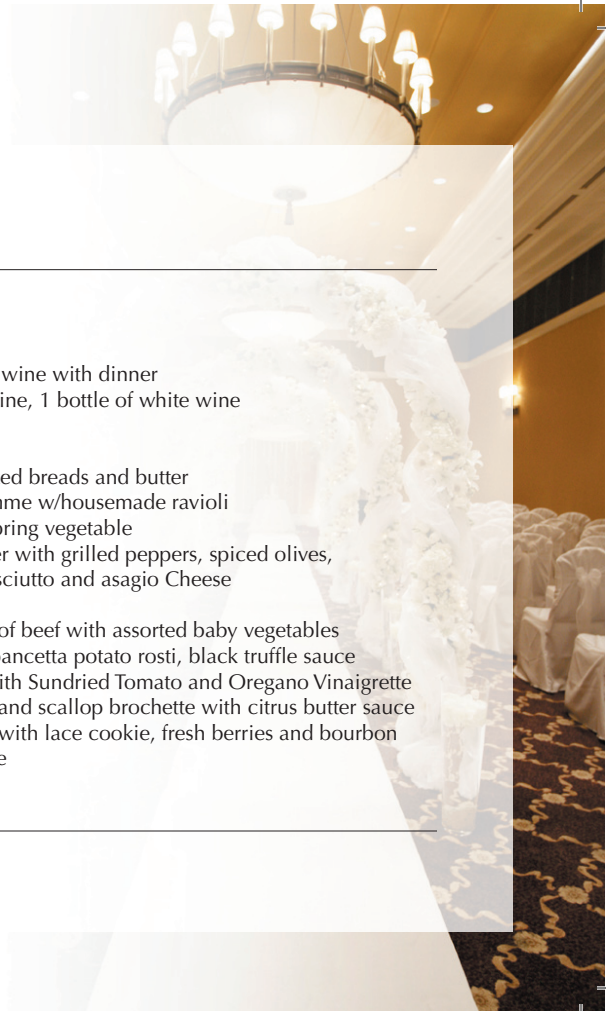 wine with dinner
ine, 1 bottle of white wine
ed breads and butter
mme w/housemade ravioli
pring vegetable
er with grilled peppers, spiced olives,
sciutto and asagio Cheese
of beef with assorted baby vegetables
pancetta potato rosti, black truffle sauce
ith Sundried Tomato and Oregano Vinaigrette
and scallop brochette with citrus butter sauce
with lace cookie, fresh berries and bourbon
e